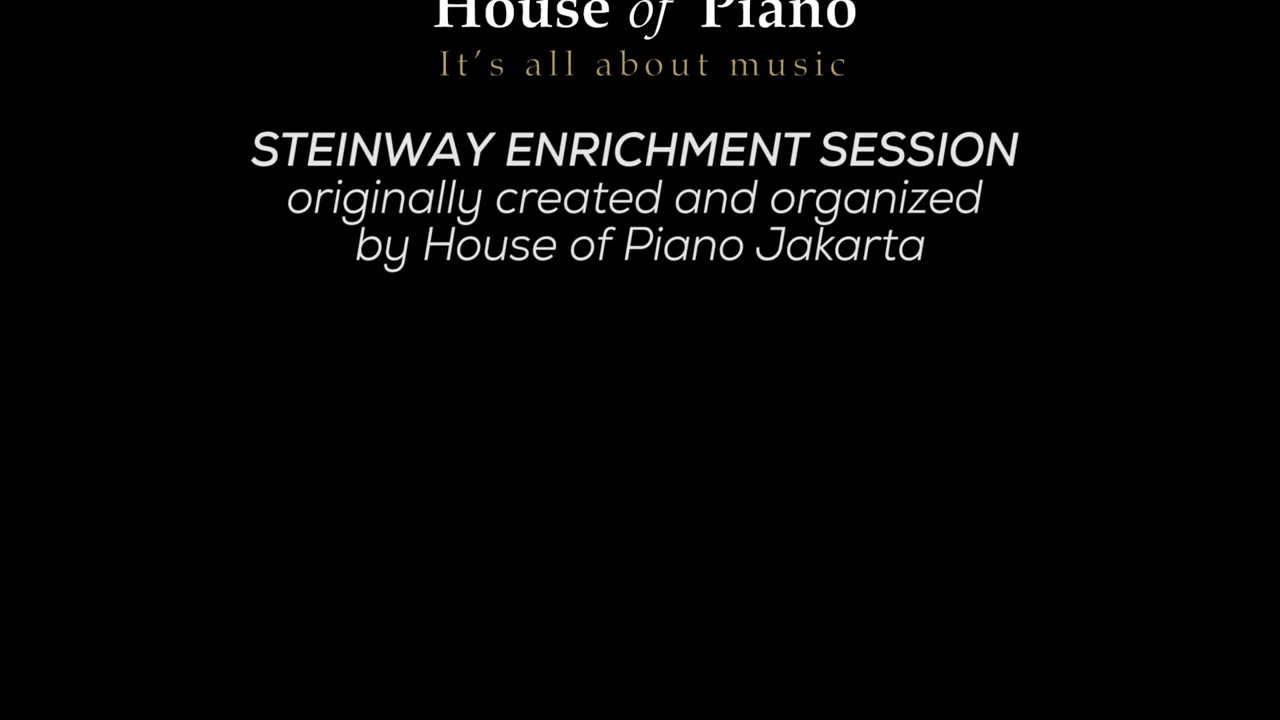 House of Piano
It's all about music
STEINWAY ENRICHMENT SESSION
originally created and organized
by House of Piano Jakarta